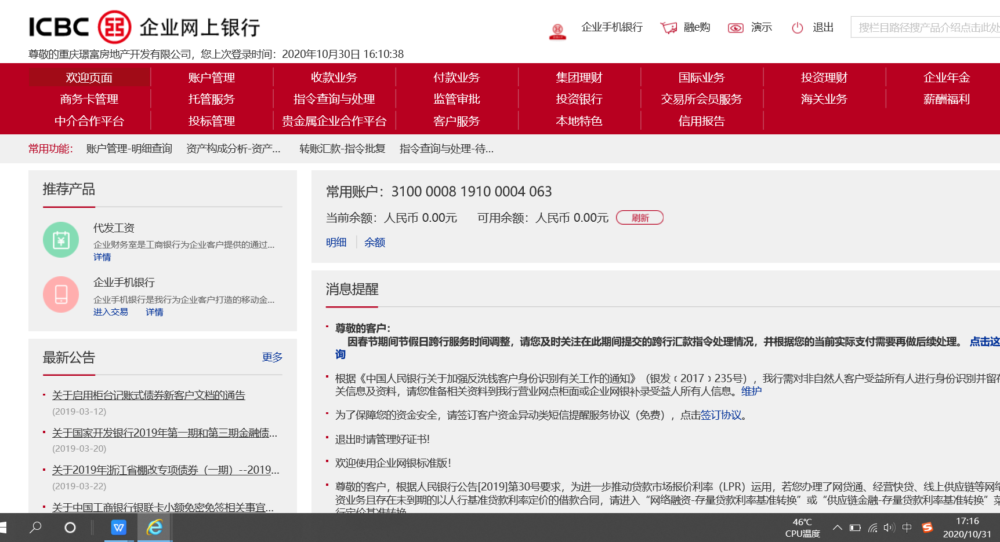 ICBC 企业网上银行
企业手机银行 融e购 演示 退出 搜栏目路径搜产品介绍点击此处
尊敬的重庆璟富房地产开发有限公司，您上次登录时间：2020年10月30日 16:10:38
欢迎页面 账户管理 收款业务 付款业务 集团理财 国际业务 投资理财 企业年金
商务卡管理 托管服务 指令查询与处理 监管审批 投资银行 交易所会员服务 海关业务 薪酬福利
中介合作平台 投标管理 贵金属企业合作平台 客户服务 本地特色 信用报告
常用功能： 账户管理-明细查询 资产构成分析-资产... 转账汇款-指令批复 指令查询与处理-待...
推荐产品
代发工资
企业财务室是工商银行为企业客户提供的通过...
详情
企业手机银行
企业手机银行是我行为企业客户打造的移动金...
进入交易 详情
最新公告 更多
关于启用柜台记账式债券新客户文档的通告
(2019-03-12)
关于国家开发银行2019年第一期和第三期金融债...
(2019-03-20)
关于2019年浙江省棚改专项债券（一期）--2019...
(2019-03-22)
关于中国工商银行银联卡小额免密免签相关事宜...
常用账户：3100 0008 1910 0004 063
当前余额：人民币 0.00元 可用余额：人民币 0.00元 刷新
明细 余额
消息提醒
尊敬的客户：
因春节期间节假日跨行服务时间调整，请您及时关注在此期间提交的跨行汇款指令处理情况，并根据您的当前实际支付需要再做后续处理。 点击这
询
根据《中国人民银行关于加强反洗钱客户身份识别有关工作的通知》（银发﹝2017﹞235号），我行需对非自然人客户受益所有人进行身份识别并留存
关信息及资料，请您准备相关资料到我行营业网点柜面或企业网银补录受益人所有人信息。维护
为了保障您的资金安全，请签订客户资金异动类短信提醒服务协议（免费），点击签订协议。
退出时请管理好证书!
欢迎使用企业网银标准版!
尊敬的客户，根据人民银行公告[2019]第30号要求，为进一步推动贷款市场报价利率（LPR）运用，若您办理了网贷通、经营快贷、线上供应链等网络
资业务且存在未到期的以人行基准贷款利率定价的借款合同，请进入“网络融资-存量贷款利率基准转换”或“供应链金融-存量贷款利率基准转换”菜
行定价基准转换
46℃
CPU温度
中
17:16
2020/10/31